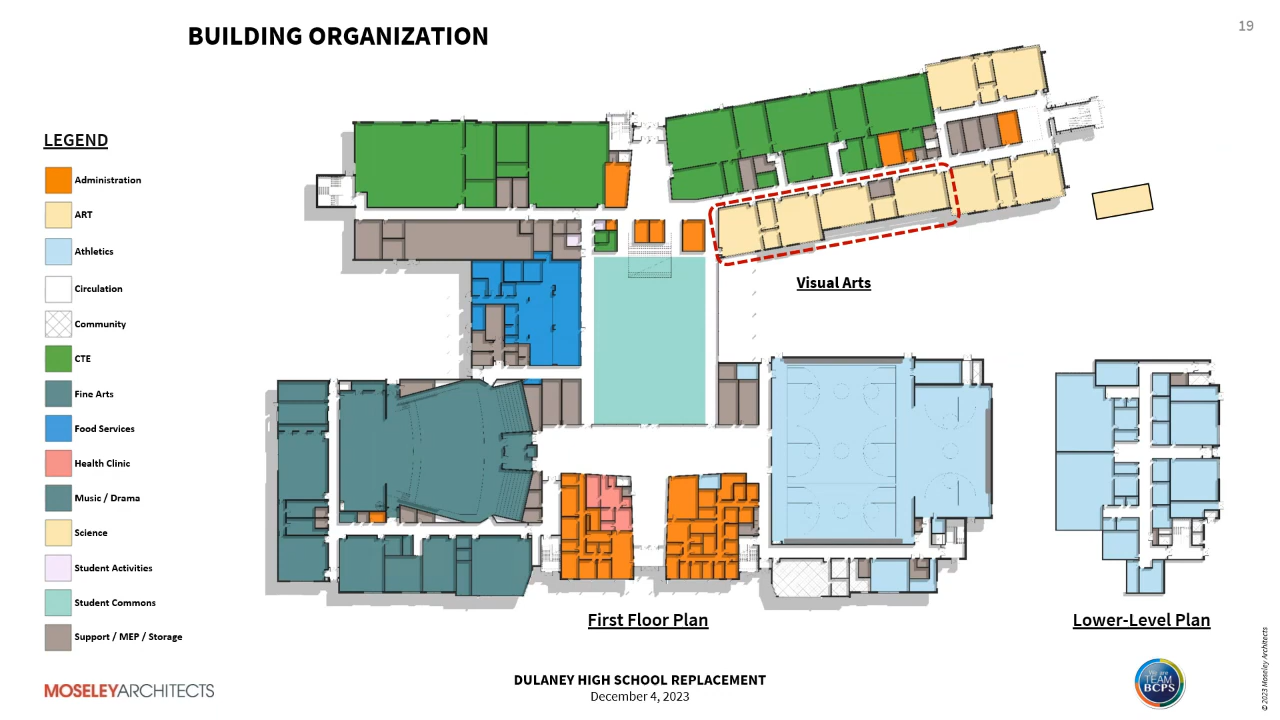 BUILDING ORGANIZATION
19
LEGEND
Administration
ART
Athletics
Circulation
Community
CTE
Fine Arts
Food Services
Health Clinic
Music / Drama
Science
Student Activities
Student Commons
Support / MEP / Storage
Visual Arts
First Floor Plan
Lower-Level Plan
MOSELEYARCHITECTS
DULANEY HIGH SCHOOL REPLACEMENT
December 4, 2023
We are
TEAM
BCPS
© 2023 Moseley Architects